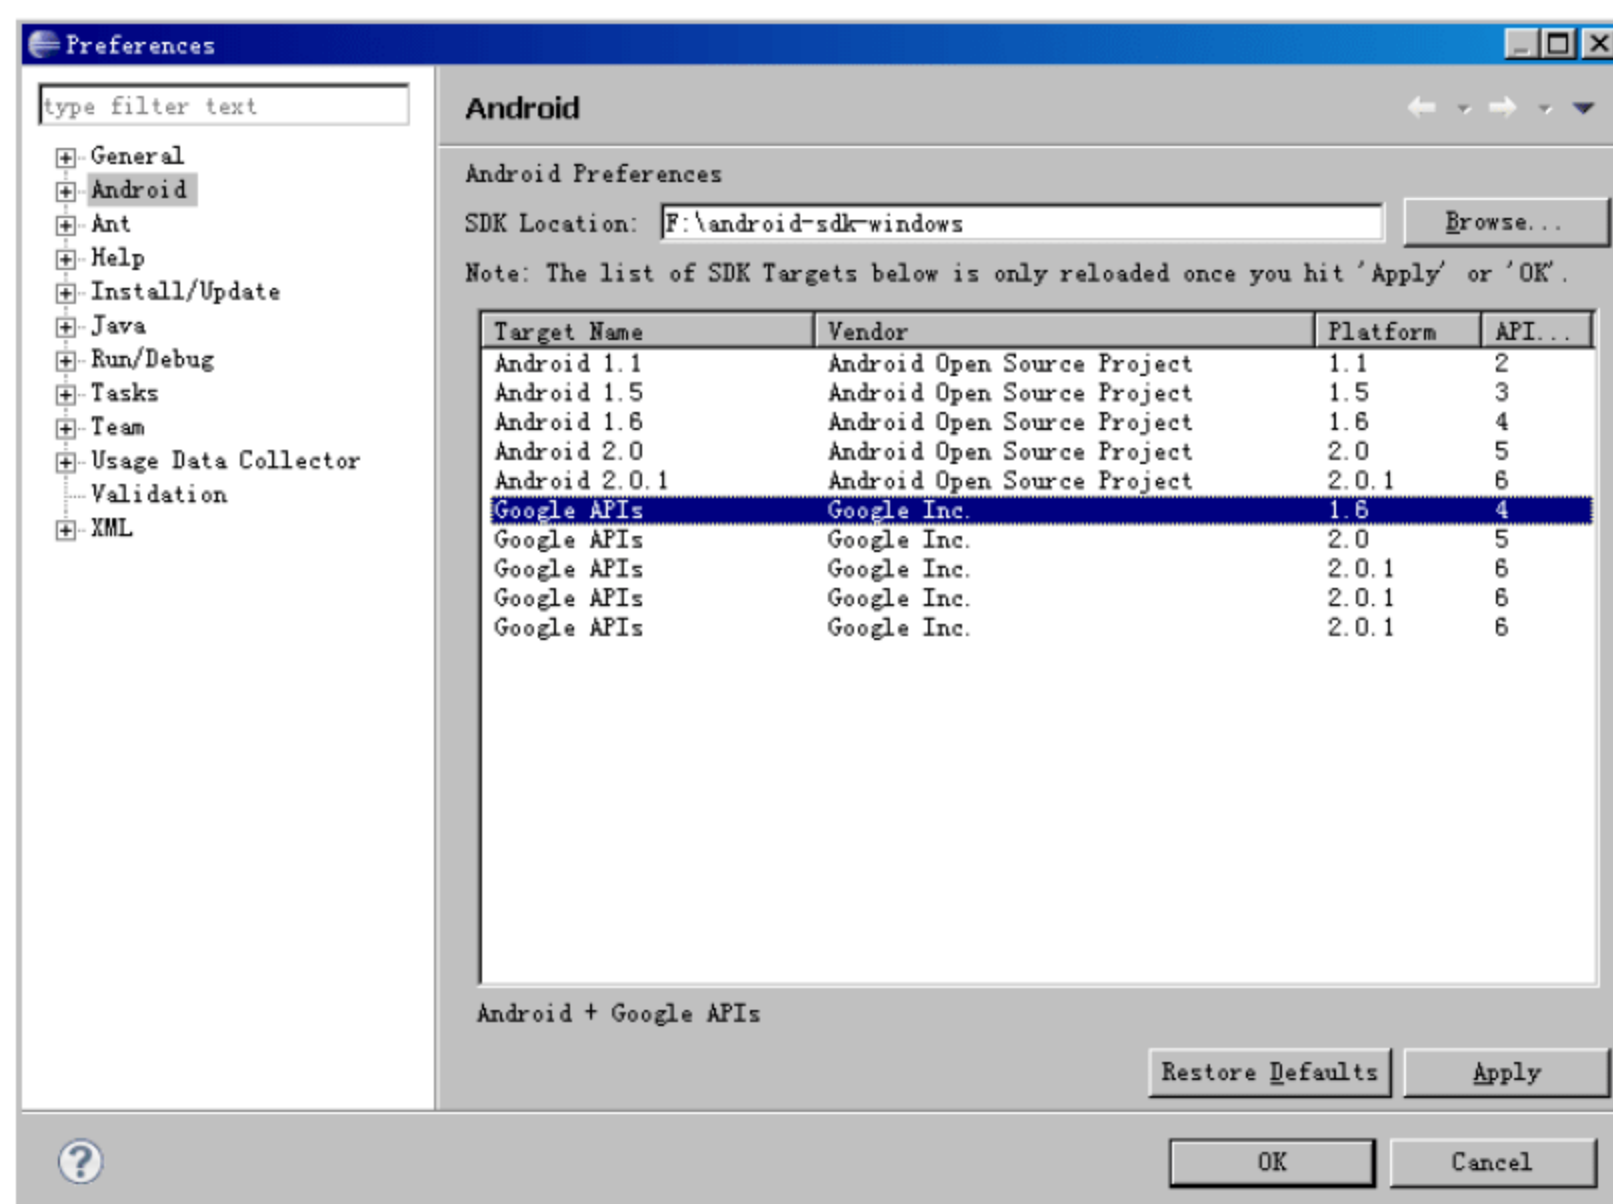 Preferences
type filter text
General
Android
Ant
Help
Install/Update
Java
Run/Debug
Tasks
Team
Usage Data Collector
Validation
XML
Android
Android Preferences
SDK Location: F:\android-sdk-windows Browse...
Note: The list of SDK Targets below is only reloaded once you hit 'Apply' or 'OK'.
Target Name Vendor Platform API...
Android 1.1 Android Open Source Project 1.1 2
Android 1.5 Android Open Source Project 1.5 3
Android 1.6 Android Open Source Project 1.6 4
Android 2.0 Android Open Source Project 2.0 5
Android 2.0.1 Android Open Source Project 2.0.1 6
Google APIs Google Inc. 1.6 4
Google APIs Google Inc. 2.0 5
Google APIs Google Inc. 2.0.1 6
Google APIs Google Inc. 2.0.1 6
Google APIs Google Inc. 2.0.1 6
Android + Google APIs
Restore Defaults Apply
? OK Cancel